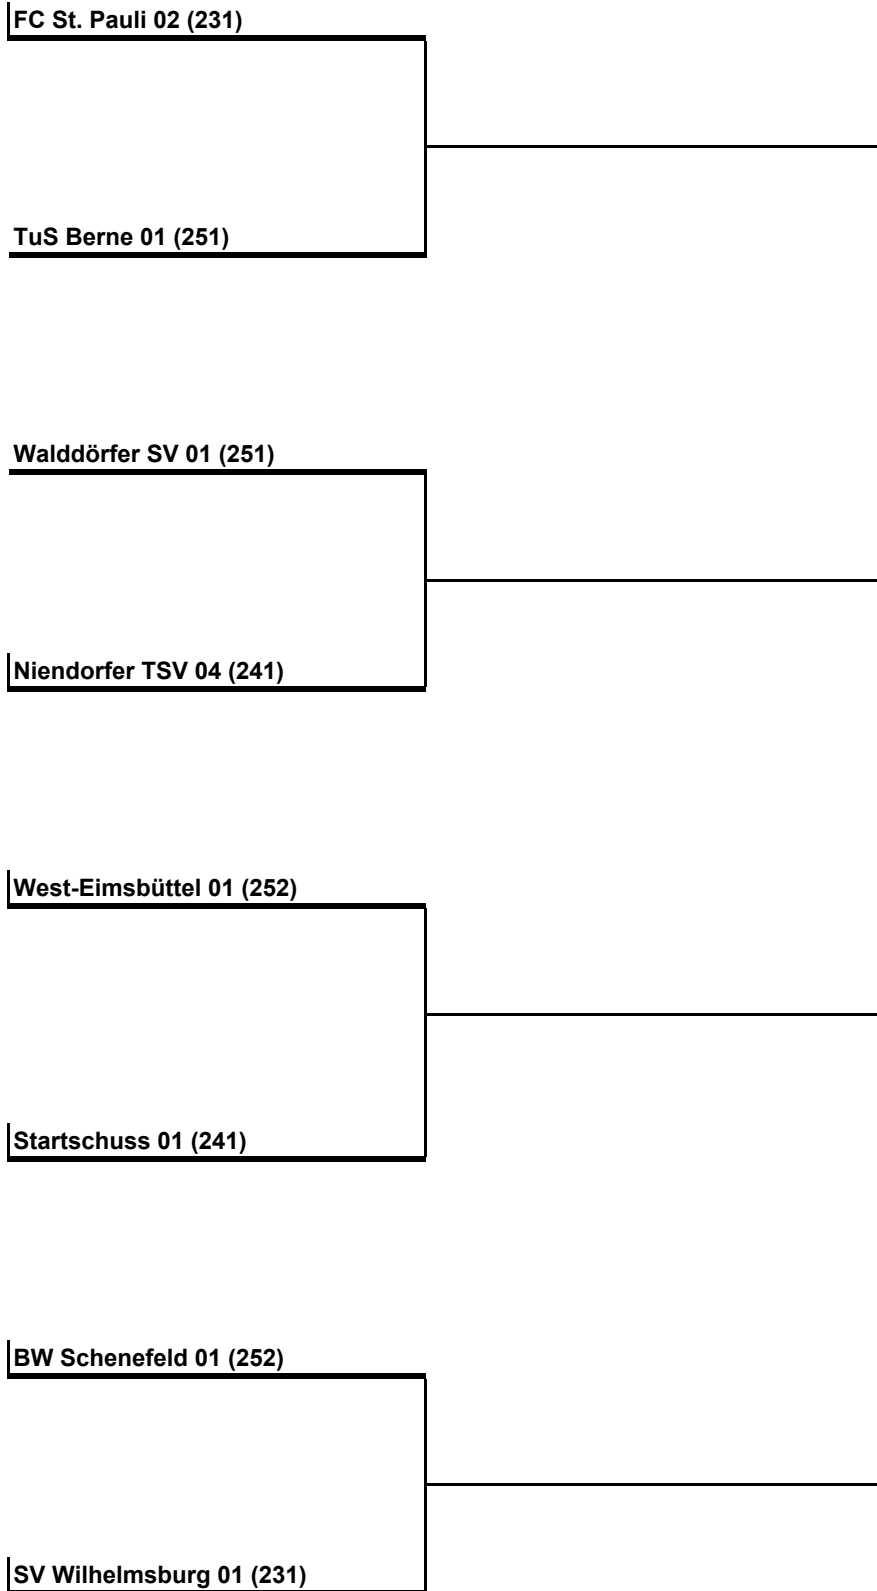 FC St. Pauli 02 (231)
TuS Berne 01 (251)
Walddörfer SV 01 (251)
Niendorfer TSV 04 (241)
West-Eimsbüttel 01 (252)
Startschuss 01 (241)
BW Schenefeld 01 (252)
SV Wilhelmsburg 01 (231)